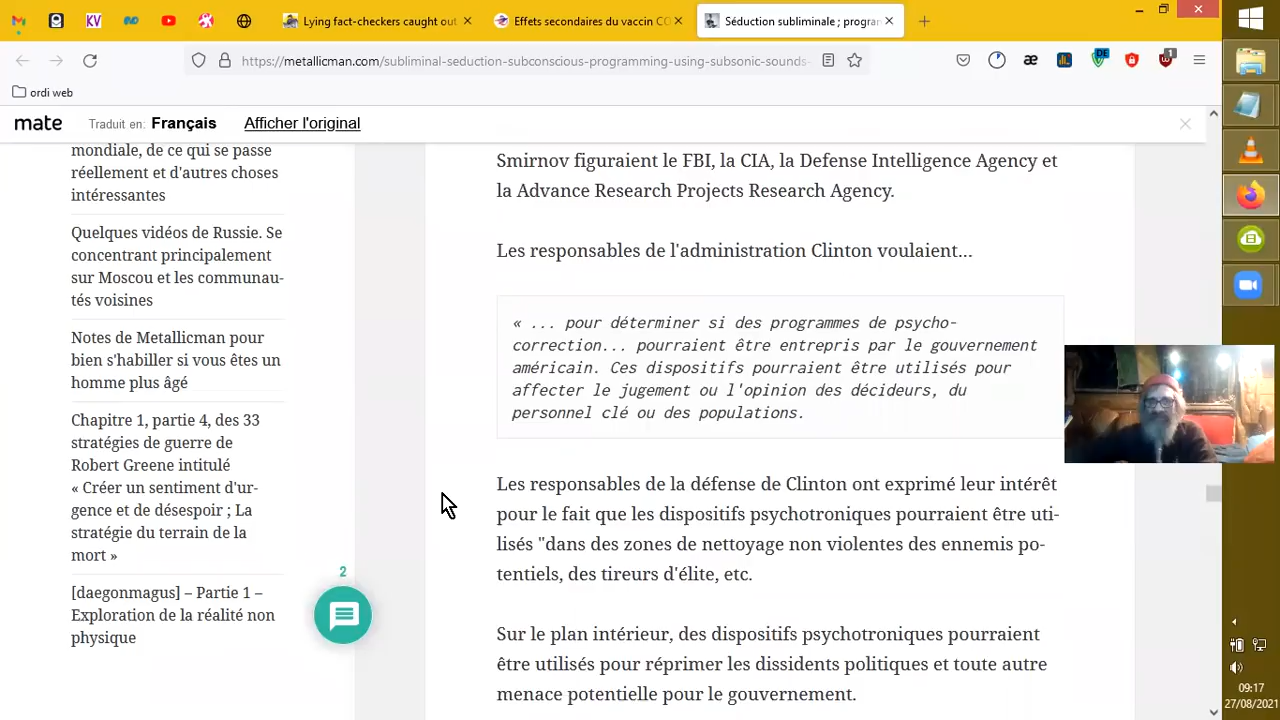 Lying fact-checkers caught out
Effets secondaires du vaccin CO
Séduction subliminale ; progran
https://metallicman.com/subliminal-seduction-subconscious-programming-using-subsonic-sounds-
DE
1
ordi web
mate
Traduit en: Français
Afficher l'original
mondiale, de ce qui se passe
réellement et d'autres choses
intéressantes
Quelques vidéos de Russie. Se
concentrant principalement
sur Moscou et les communau-
tés voisines
Notes de Metallicman pour
bien s'habiller si vous êtes un
homme plus âgé
Chapitre 1, partie 4, des 33
stratégies de guerre de
Robert Greene intitulé
« Créer un sentiment d'ur-
gence et de désespoir ; La
stratégie du terrain de la
mort »
[daegonmagus] – Partie 1 –
Exploration de la réalité non
physique
2
Smirnov figuraient le FBI, la CIA, la Defense Intelligence Agency et
la Advance Research Projects Research Agency.
Les responsables de l'administration Clinton voulaient…
« ... pour déterminer si des programmes de psycho-
correction... pourraient être entrepris par le gouvernement
américain. Ces dispositifs pourraient être utilisés pour
affecter le jugement ou l'opinion des décideurs, du
personnel clé ou des populations.
Les responsables de la défense de Clinton ont exprimé leur intérêt
pour le fait que les dispositifs psychotroniques pourraient être uti-
lisés "dans des zones de nettoyage non violentes des ennemis po-
tentiels, des tireurs d'élite, etc.
Sur le plan intérieur, des dispositifs psychotroniques pourraient
être utilisés pour réprimer les dissidents politiques et toute autre
menace potentielle pour le gouvernement.
09:17
27/08/2021